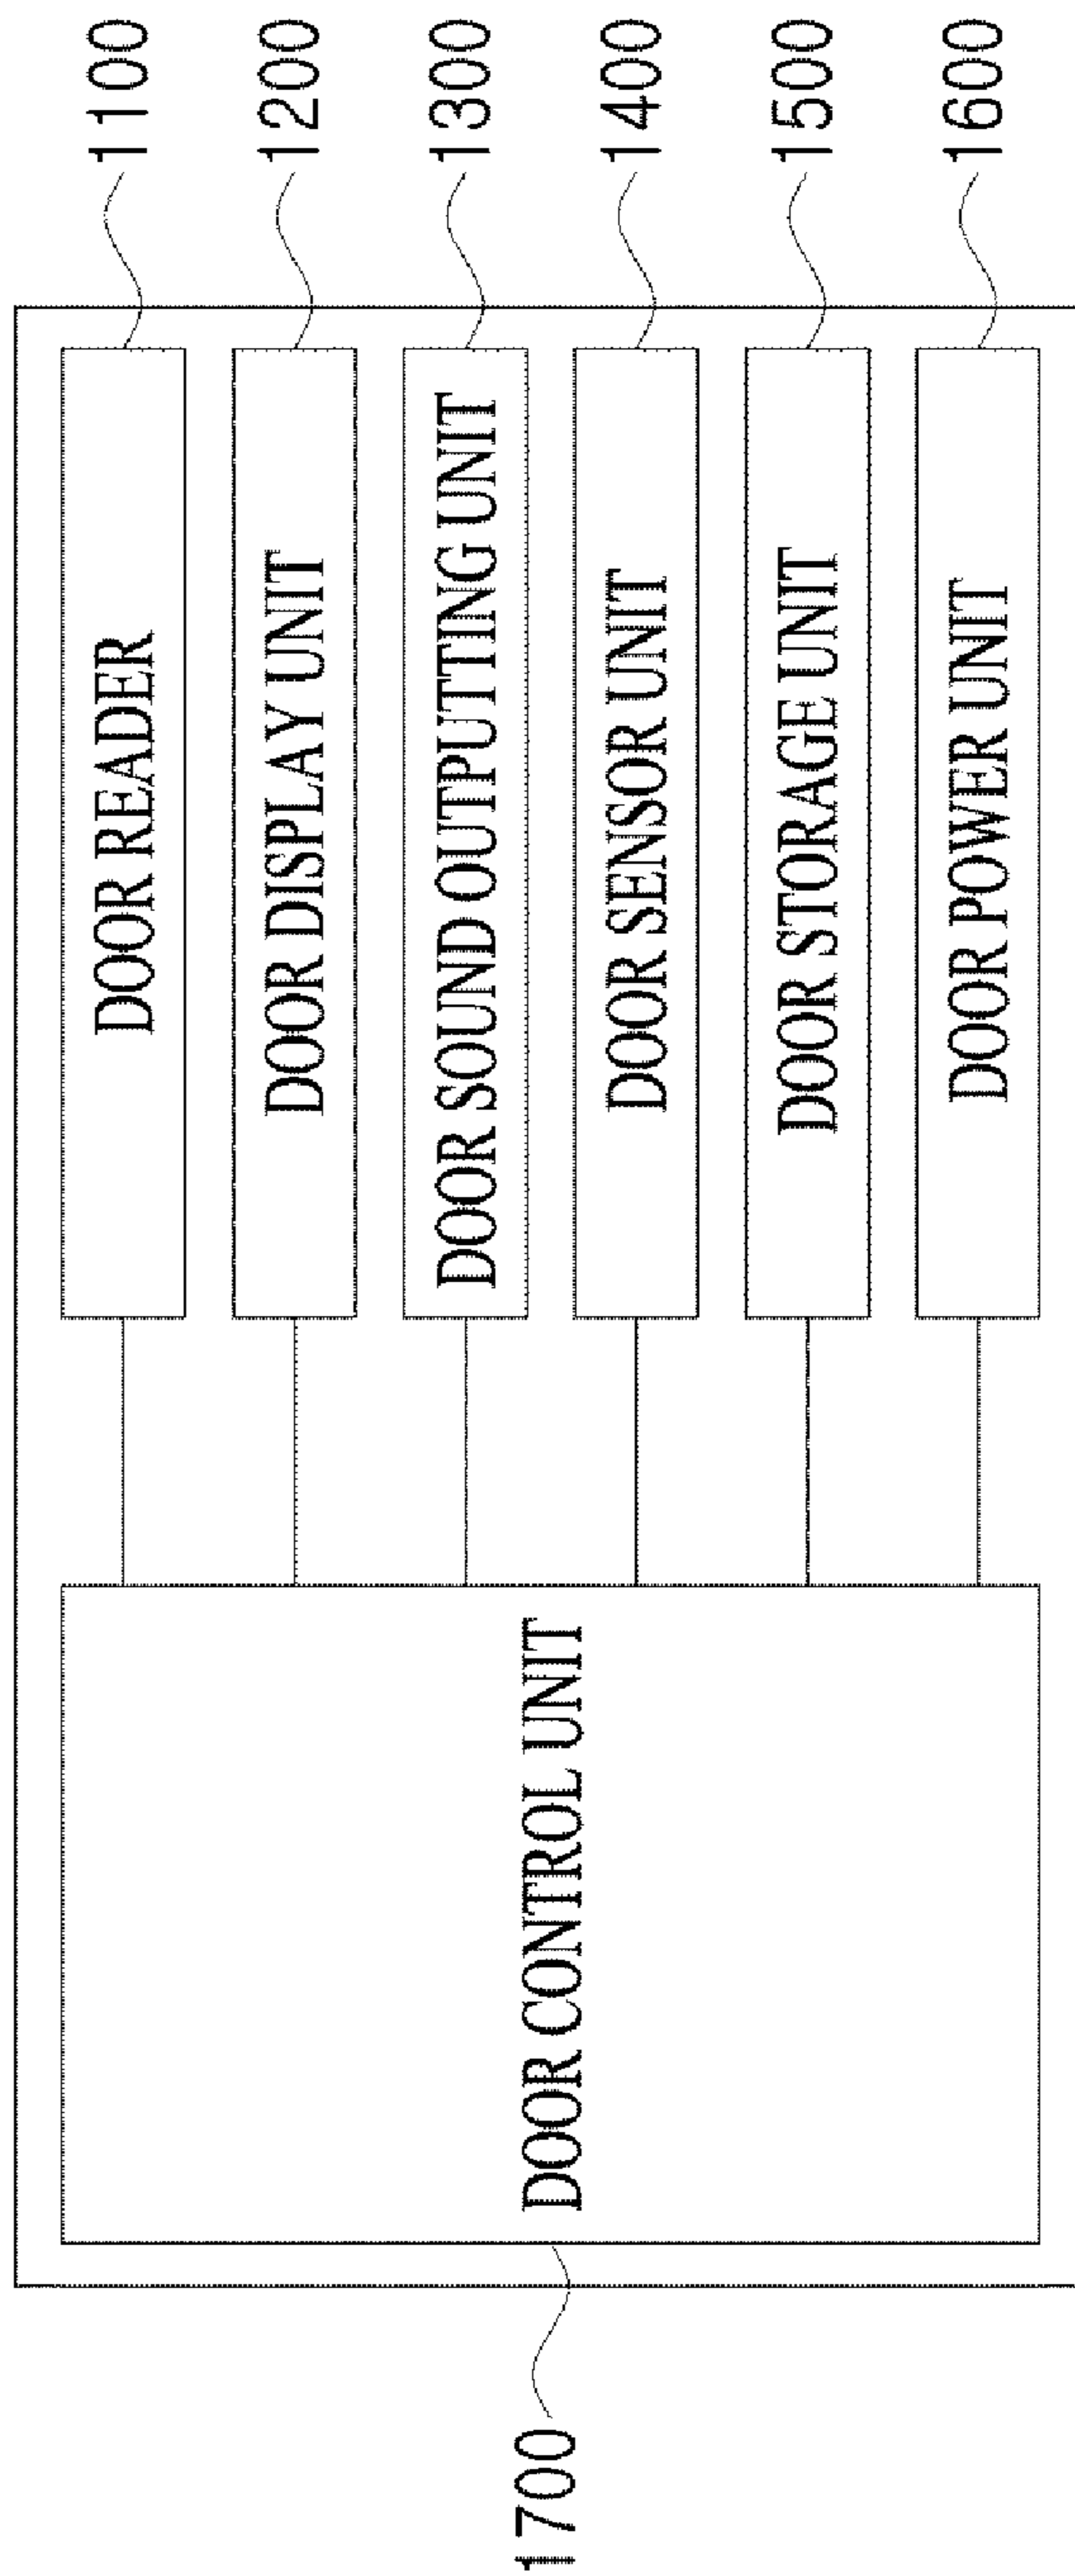 DOOR READER
1100
DOOR DISPLAY UNIT
1200
DOOR SOUND OUTPUTTING UNIT
1300
DOOR SENSOR UNIT
1400
DOOR STORAGE UNIT
1500
DOOR POWER UNIT
1600
1700
DOOR CONTROL UNIT